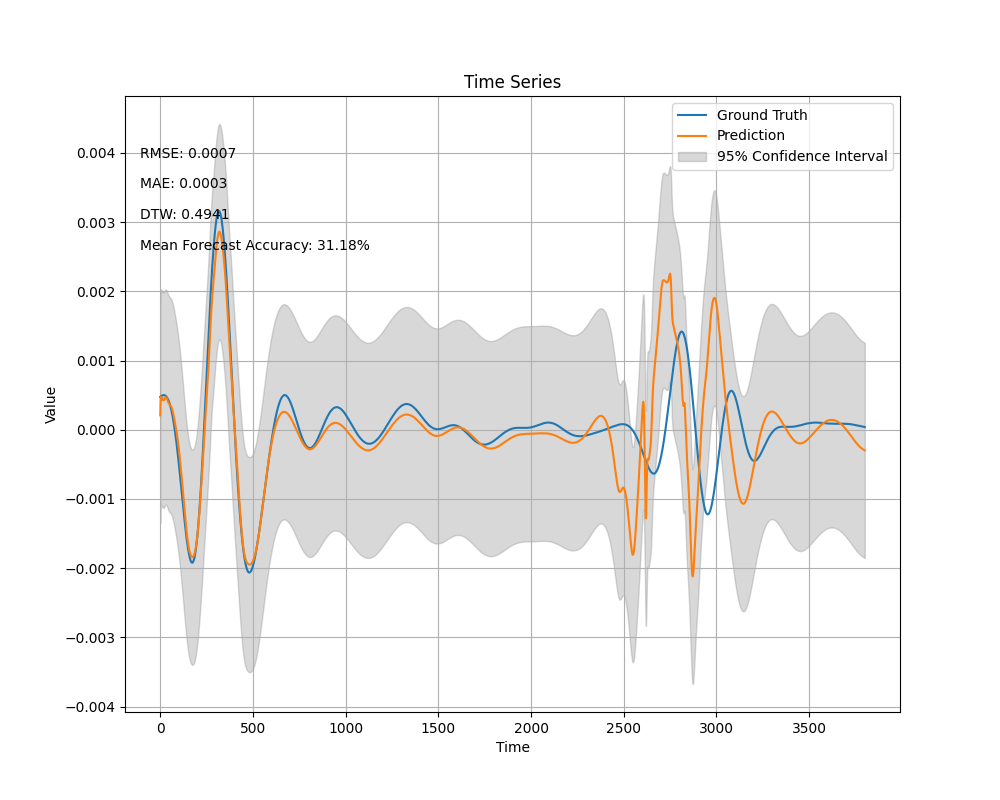 Time Series
Ground Truth
Prediction
95% Confidence Interval
RMSE: 0.0007
MAE: 0.0003
DTW: 0.4941
Mean Forecast Accuracy: 31.18%
Value
0.004
0.003
0.002
0.001
0.000
−0.001
−0.002
−0.003
−0.004
0 500 1000 1500 2000 2500 3000 3500
Time